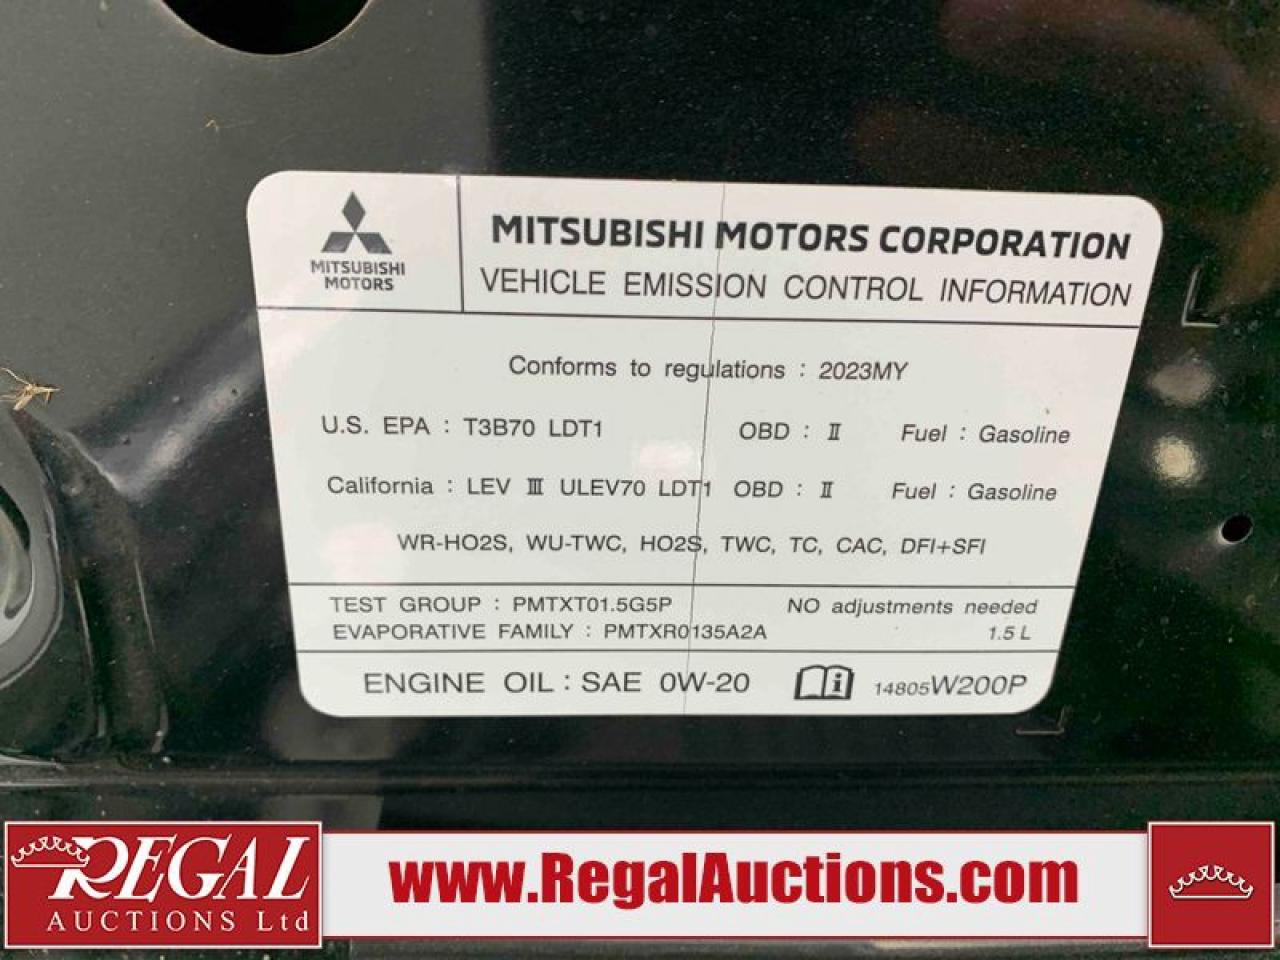 MITSUBISHI
MOTORS
MITSUBISHI MOTORS CORPORATION
VEHICLE EMISSION CONTROL INFORMATION
Conforms to regulations : 2023MY
U.S. EPA : T3B70 LDT1 OBD : Ⅱ Fuel : Gasoline
California : LEV Ⅲ ULEV70 LDT1 OBD : Ⅱ Fuel : Gasoline
WR-HO2S, WU-TWC, HO2S, TWC, TC, CAC, DFI+SFI
TEST GROUP : PMTXT01.5G5P NO adjustments needed
EVAPORATIVE FAMILY : PMTXR0135A2A 1.5 L
ENGINE OIL : SAE 0W-20 14805W200P
REGAL
AUCTIONS Ltd
www.RegalAuctions.com